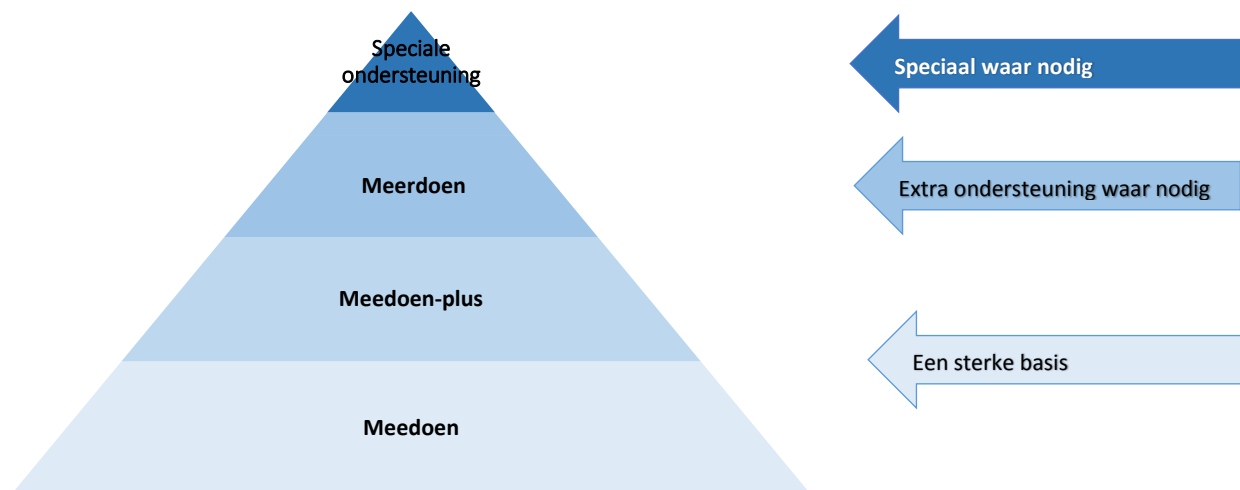 Speciale
ondersteuning
Speciaal waar nodig
Meerdoen
Extra ondersteuning waar nodig
Meedoen-plus
Een sterke basis
Meedoen